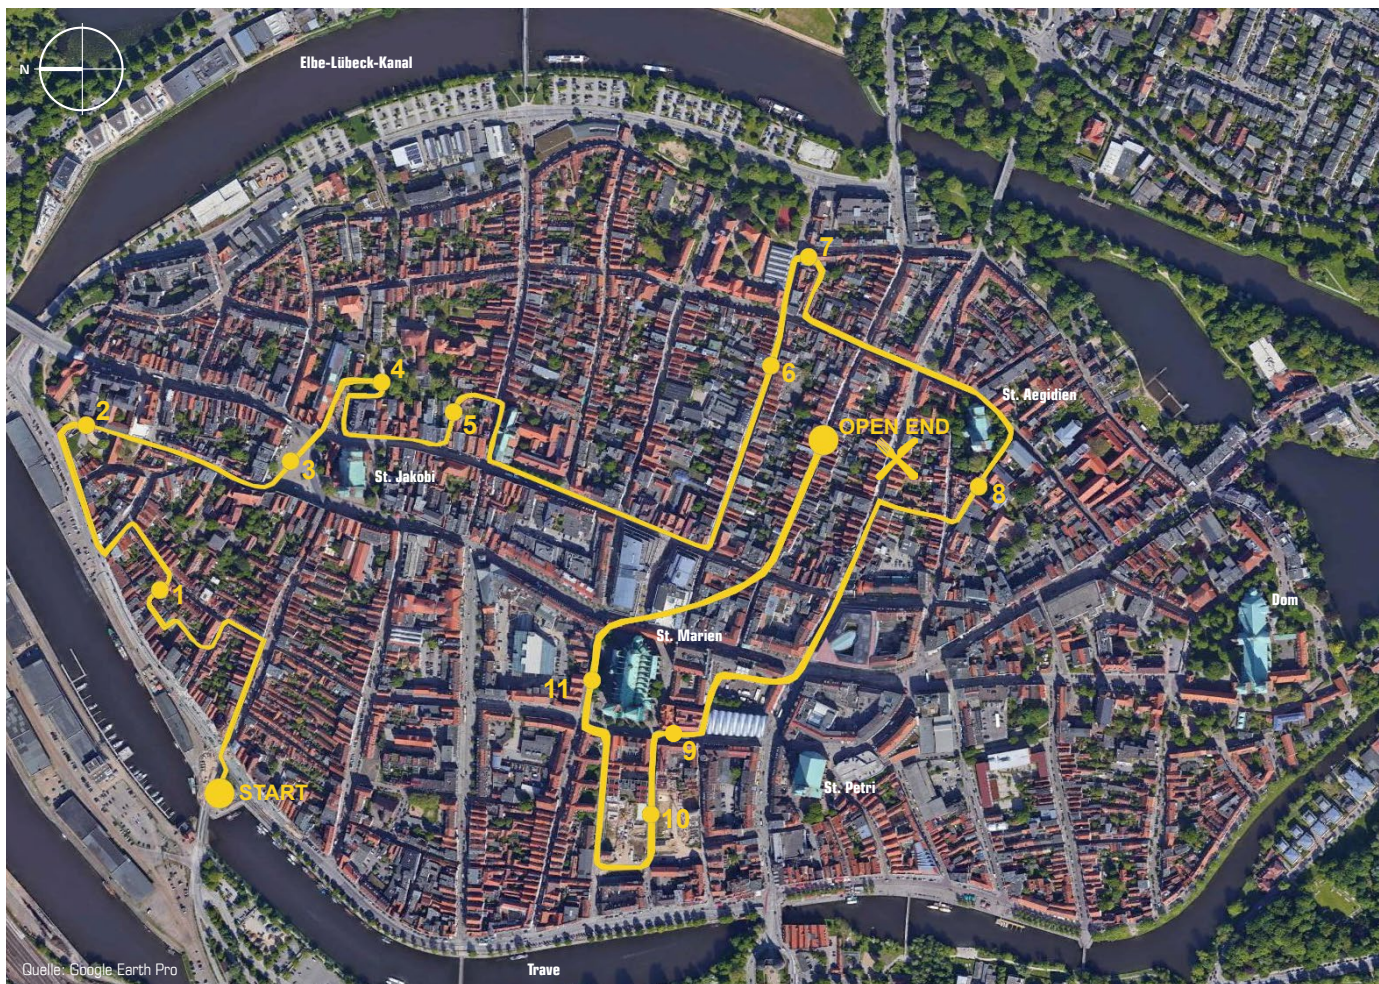 Elbe-Lübeck-Kanal
N
7
4
6
St. Aegidien
2
5
OPEN END
3
St. Jakobi
8
1
Dom
St. Marien
11
9
START
St. Petri
10
Quelle: Google Earth Pro
Trave